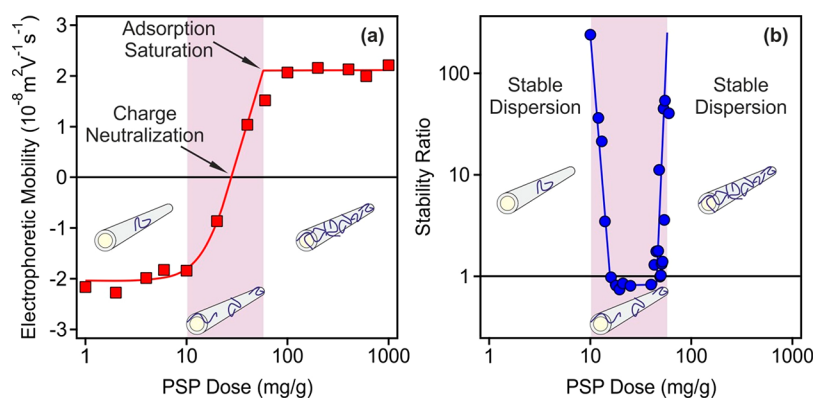 (a)
Adsorption
Saturation
Charge
Neutralization
Electrophoretic Mobility (10⁻⁸ m² V⁻¹ s⁻¹)
3
2
1
0
-1
-2
-3
1
10
100
1000
PSP Dose (mg/g)
(b)
Stable
Dispersion
Stable
Dispersion
Stability Ratio
100
10
1
1
10
100
1000
PSP Dose (mg/g)